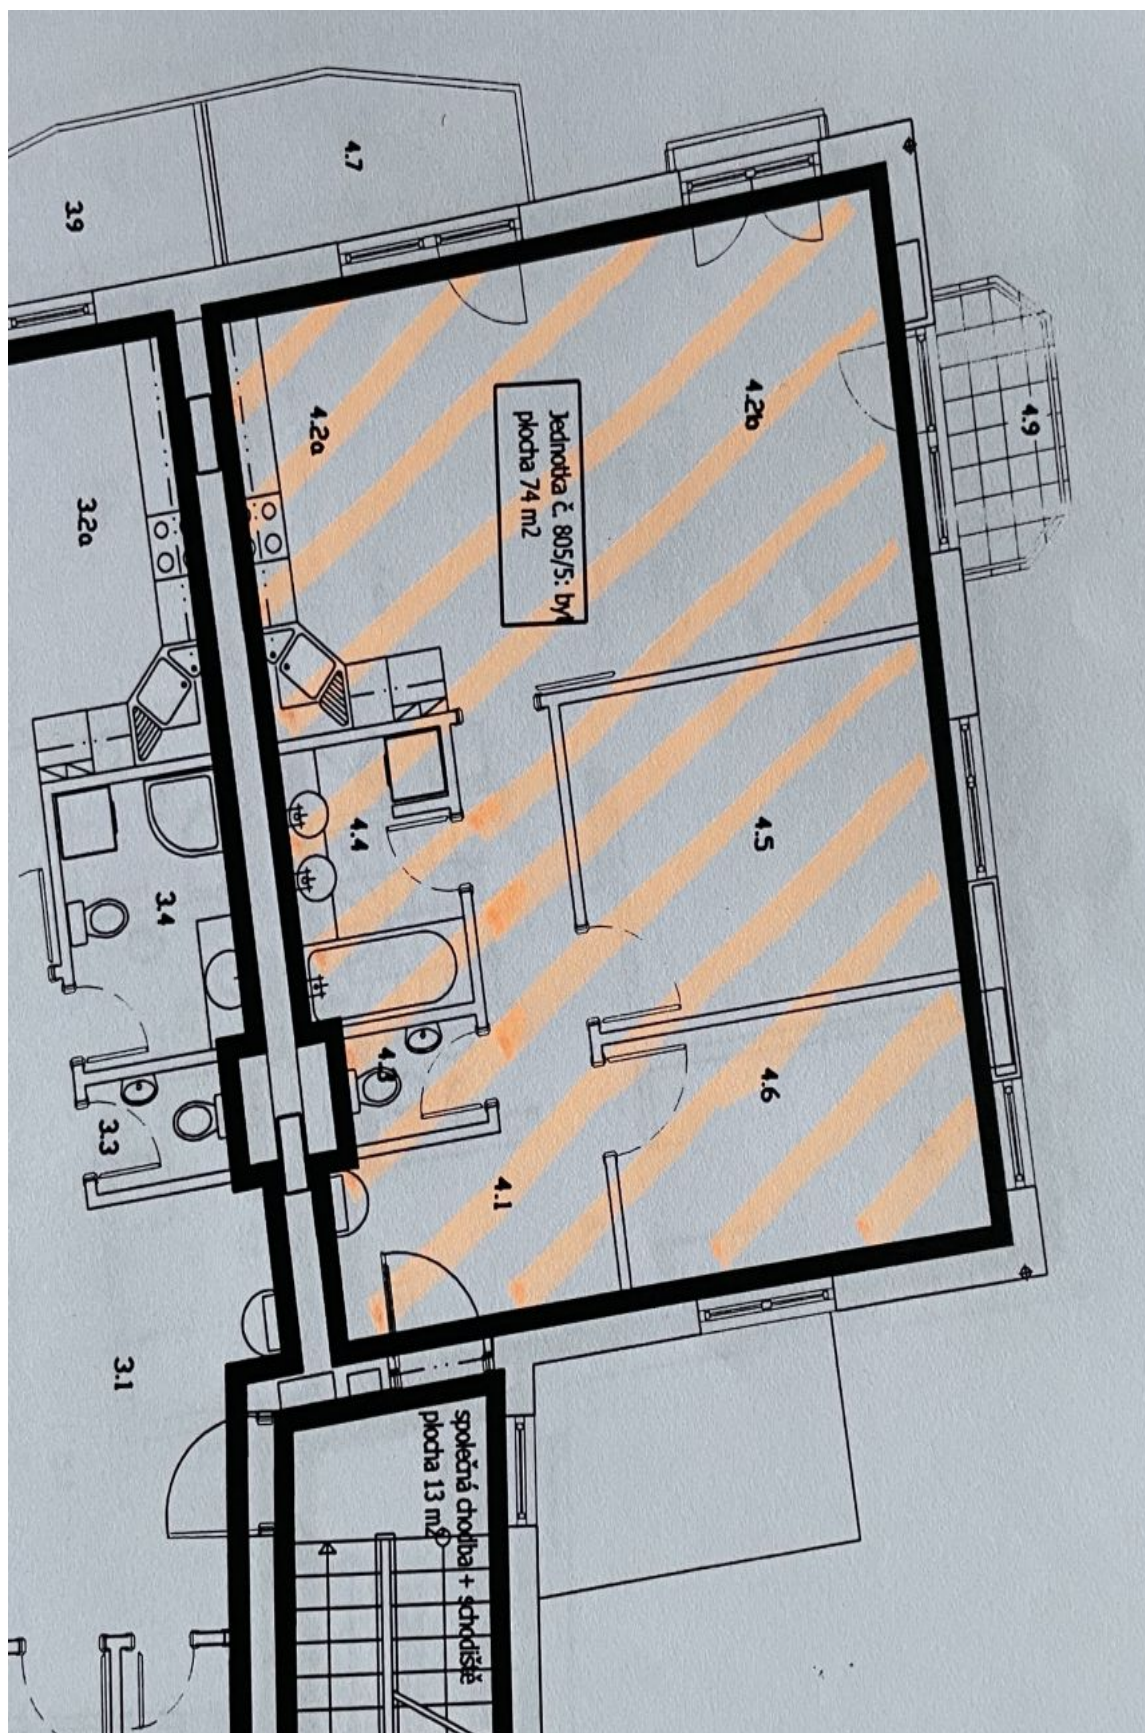 4.7
3.9
4.2a
4.2b
4.9
Jednotka č. 805/5: byt
plocha 74 m2
3.2a
4.4
4.5
3.4
4.3
4.6
3.3
4.1
3.1
společná chodba + schodiště
plocha 13 m2